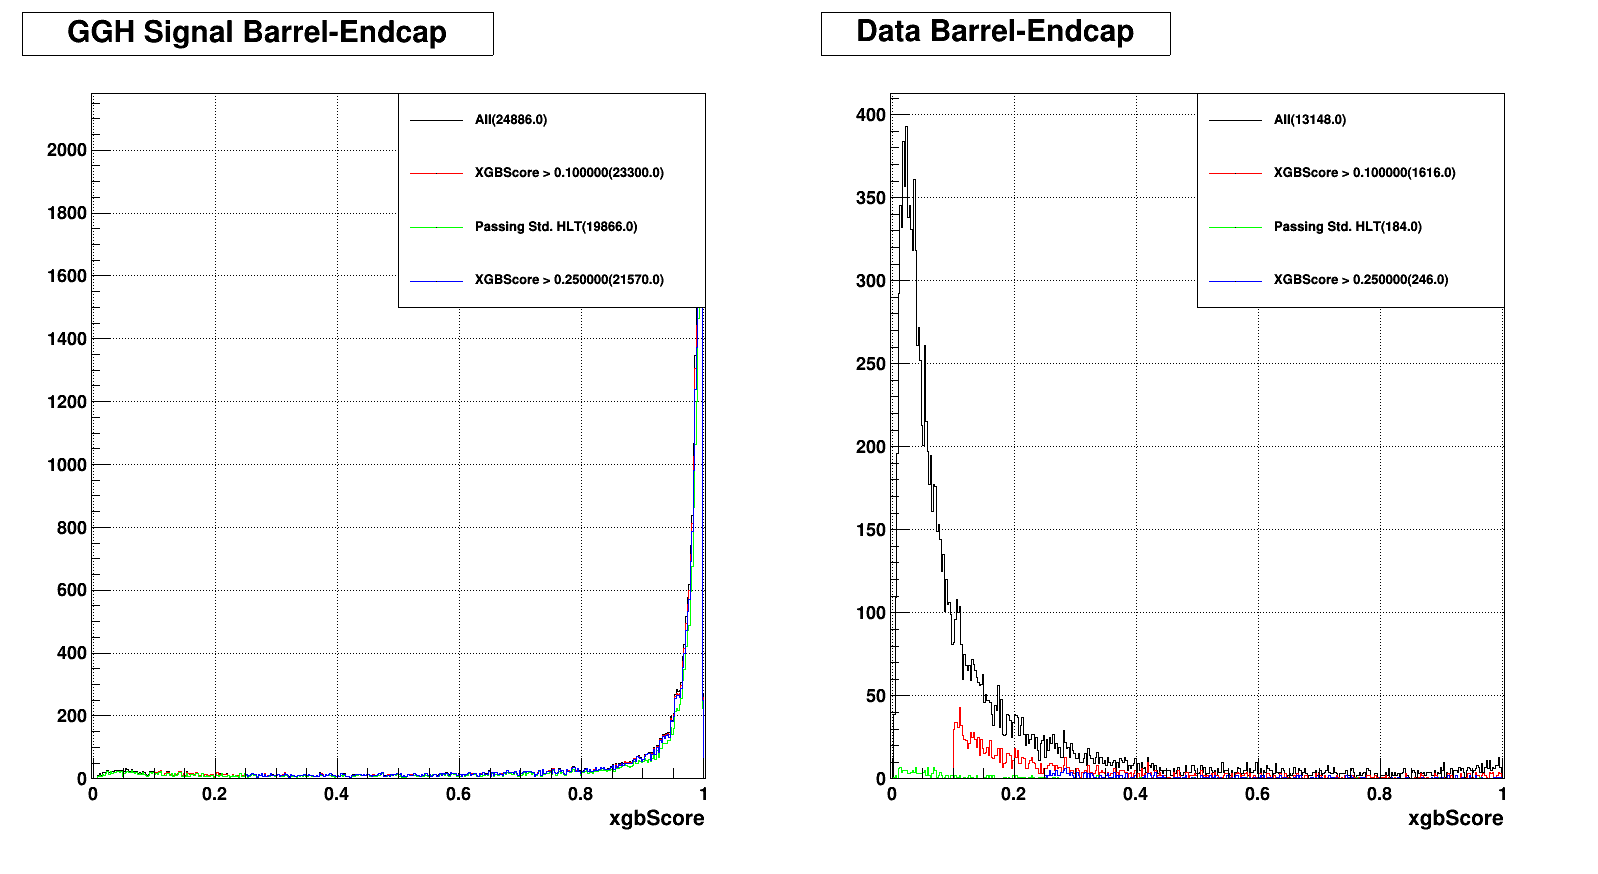 GGH Signal Barrel-Endcap
All(24886.0)
XGBScore > 0.100000(23300.0)
Passing Std. HLT(19866.0)
XGBScore > 0.250000(21570.0)
2000
1800
1600
1400
1200
1000
800
600
400
200
0
0 0.2 0.4 0.6 0.8 1
xgbScore
Data Barrel-Endcap
All(13148.0)
XGBScore > 0.100000(1616.0)
Passing Std. HLT(184.0)
XGBScore > 0.250000(246.0)
400
350
300
250
200
150
100
50
0
0 0.2 0.4 0.6 0.8 1
xgbScore